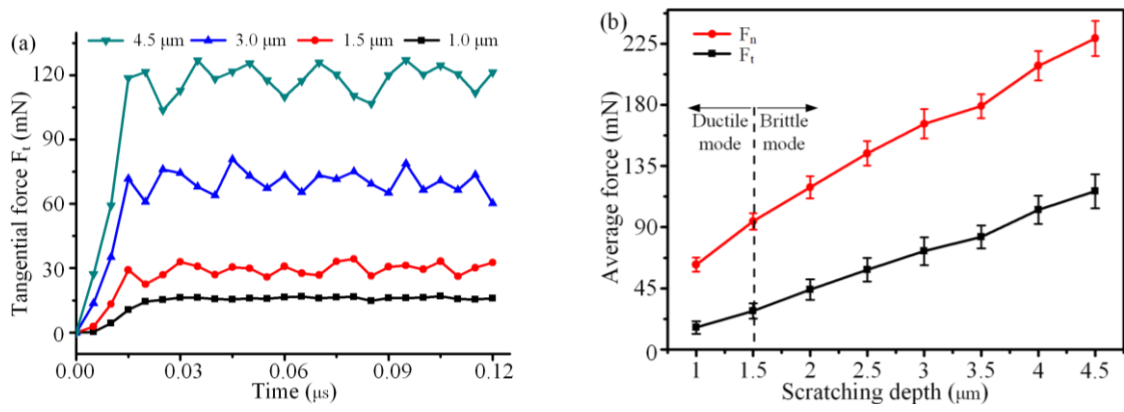 (a)
4.5 μm 3.0 μm 1.5 μm 1.0 μm
Tangential force Ft (mN)
120
90
60
30
0
0.00 0.03 0.06 0.09 0.12
Time (μs)
(b)
Fn
Ft
Ductile mode
Brittle mode
Average force (mN)
225
180
135
90
45
0
1 1.5 2 2.5 3 3.5 4 4.5
Scratching depth (μm)